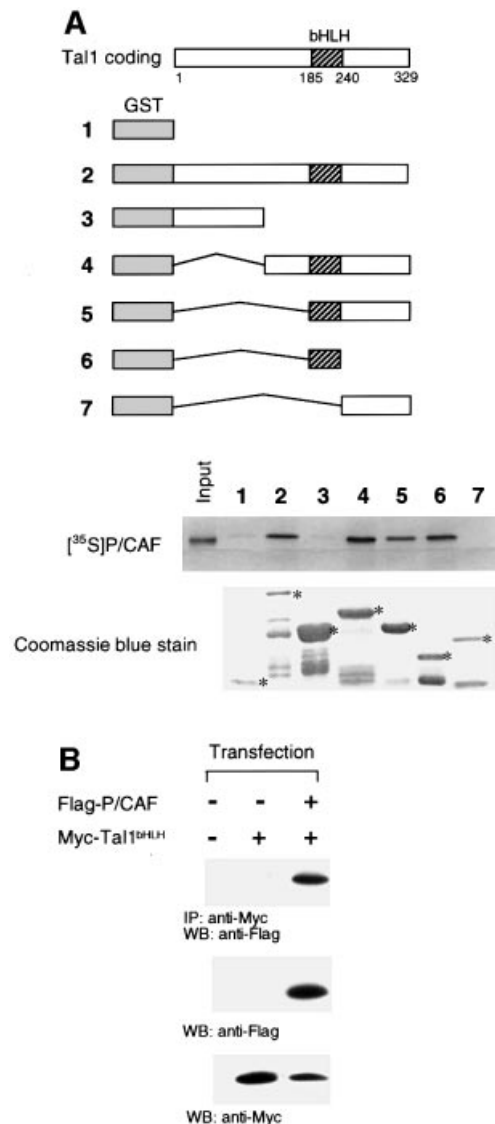 A
bHLH
Tal1 coding
1 185 240 329
GST
1
2
3
4
5
6
7
Input 1 2 3 4 5 6 7
[³⁵S]P/CAF
Coomassie blue stain
* * * * * * *
B
Transfection
Flag-P/CAF - - +
Myc-Tal1ᵇᴴᴸᴴ - + +
IP: anti-Myc
WB: anti-Flag
WB: anti-Flag
WB: anti-Myc